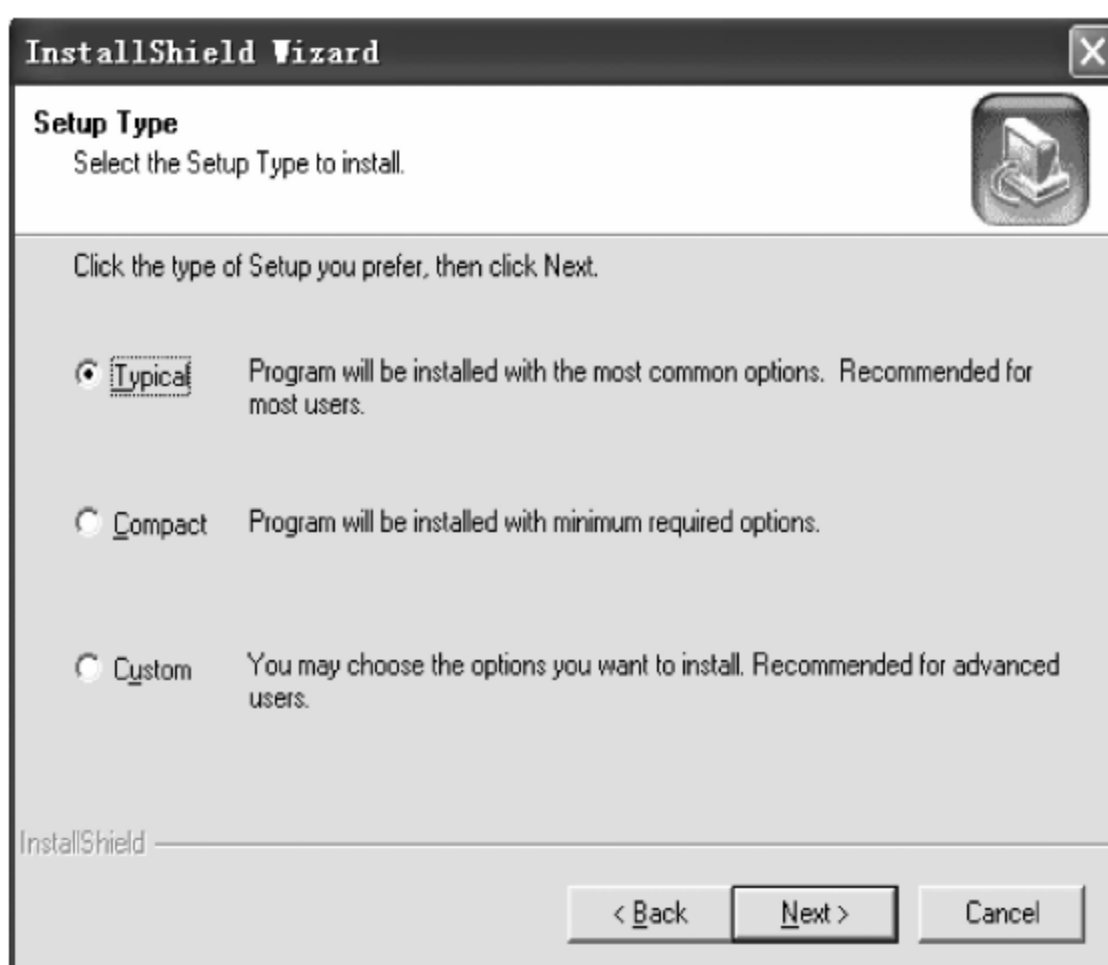 InstallShield Wizard
Setup Type
Select the Setup Type to install.
Click the type of Setup you prefer, then click Next.
Typical Program will be installed with the most common options. Recommended for
most users.
Compact Program will be installed with minimum required options.
Custom You may choose the options you want to install. Recommended for advanced
users.
InstallShield
< Back Next > Cancel